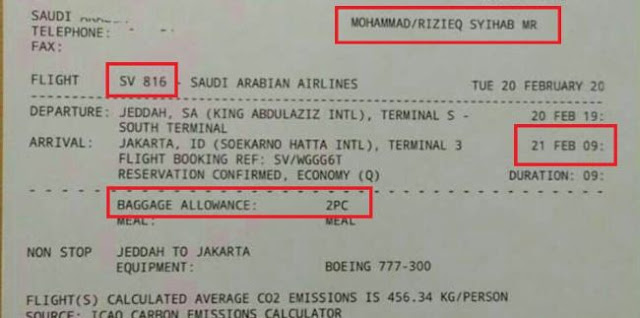 SAUDI
TELEPHONE:
FAX:
MOHAMMAD/RIZIEQ SYIHAB MR
FLIGHT SV 816 - SAUDI ARABIAN AIRLINES TUE 20 FEBRUARY 20
DEPARTURE: JEDDAH, SA (KING ABDULAZIZ INTL), TERMINAL S - 20 FEB 19:
SOUTH TERMINAL
ARRIVAL: JAKARTA, ID (SOEKARNO HATTA INTL), TERMINAL 3 21 FEB 09:
FLIGHT BOOKING REF: SV/WGGG6T
RESERVATION CONFIRMED, ECONOMY (Q) DURATION: 09:
BAGGAGE ALLOWANCE: 2PC
MEAL: MEAL
NON STOP JEDDAH TO JAKARTA
EQUIPMENT: BOEING 777-300
FLIGHT(S) CALCULATED AVERAGE CO2 EMISSIONS IS 456.34 KG/PERSON
SOURCE: ICAO CARBON EMISSIONS CALCULATOR